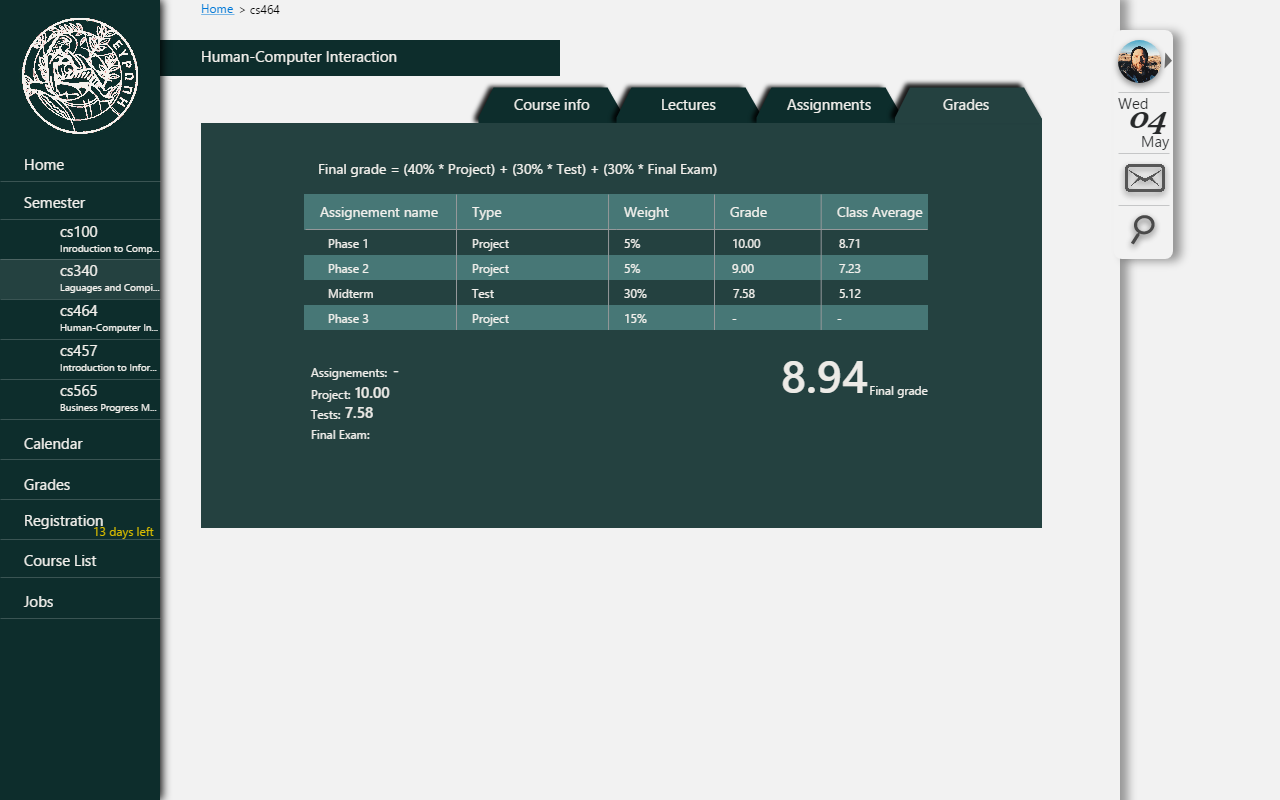 ΕΥΡΩΠΗ
Home
Semester
cs100
Inroduction to Comp...
cs340
Laguages and Compi...
cs464
Human-Computer In...
cs457
Introduction to Infor...
cs565
Business Progress M...
Calendar
Grades
Registration
13 days left
Course List
Jobs
Home > cs464
Human-Computer Interaction
Course info Lectures Assignments Grades
Final grade = (40% * Project) + (30% * Test) + (30% * Final Exam)
Assignement name Type Weight Grade Class Average
Phase 1 Project 5% 10.00 8.71
Phase 2 Project 5% 9.00 7.23
Midterm Test 30% 7.58 5.12
Phase 3 Project 15% - -
Assignements: -
Project: 10.00
Tests: 7.58
Final Exam:
8.94 Final grade
Wed
04
May